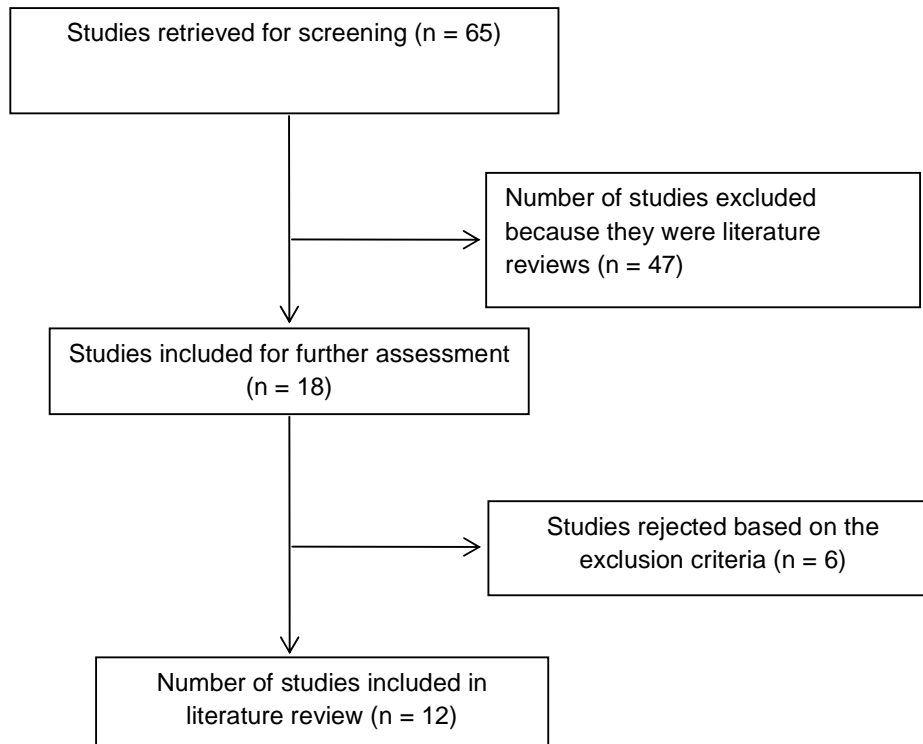 Studies retrieved for screening (n = 65)
Number of studies excluded
because they were literature
reviews (n = 47)
Studies included for further assessment
(n = 18)
Studies rejected based on the
exclusion criteria (n = 6)
Number of studies included in
literature review (n = 12)